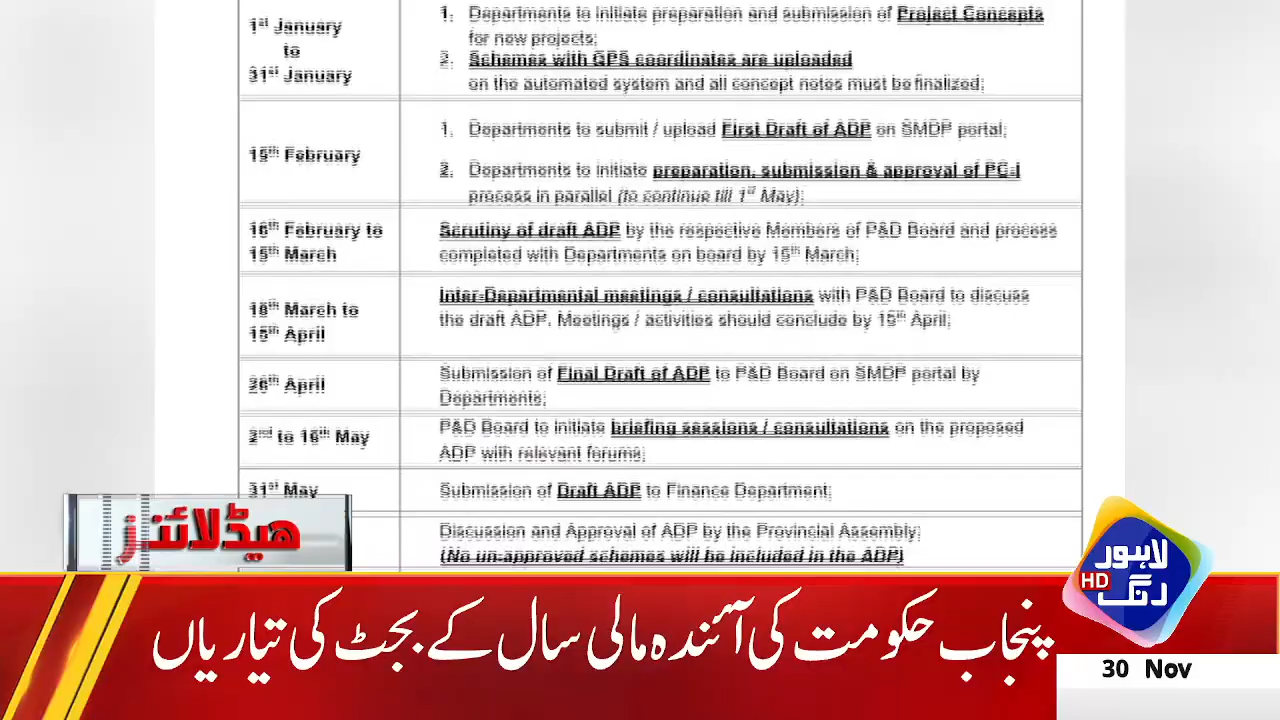 1st January
to
31st January
1. Departments to initiate preparation and submission of Project Concepts
for new projects;
2. Schemes with GPS coordinates are uploaded
on the automated system and all concept notes must be finalized;
15th February
1. Departments to submit / upload First Draft of ADP on SMDP portal;
2. Departments to initiate preparation, submission & approval of PC-I
process in parallel (to continue till 1st May);
16th February to
15th March
Scrutiny of draft ADP by the respective Members of P&D Board and process
completed with Departments on board by 15th March;
16th March to
15th April
Inter-Departmental meetings / consultations with P&D Board to discuss
the draft ADP. Meetings / activities should conclude by 15th April;
26th April
Submission of Final Draft of ADP to P&D Board on SMDP portal by
Departments;
2nd to 16th May
P&D Board to initiate briefing sessions / consultations on the proposed
ADP with relevant forums;
31st May
Submission of Draft ADP to Finance Department;
Discussion and Approval of ADP by the Provincial Assembly;
(No un-approved schemes will be included in the ADP)
ہیڈلائنز
لاہور
رنگ
HD
پنجاب حکومت کی آئندہ مالی سال کے بجٹ کی تیاریاں
30 Nov